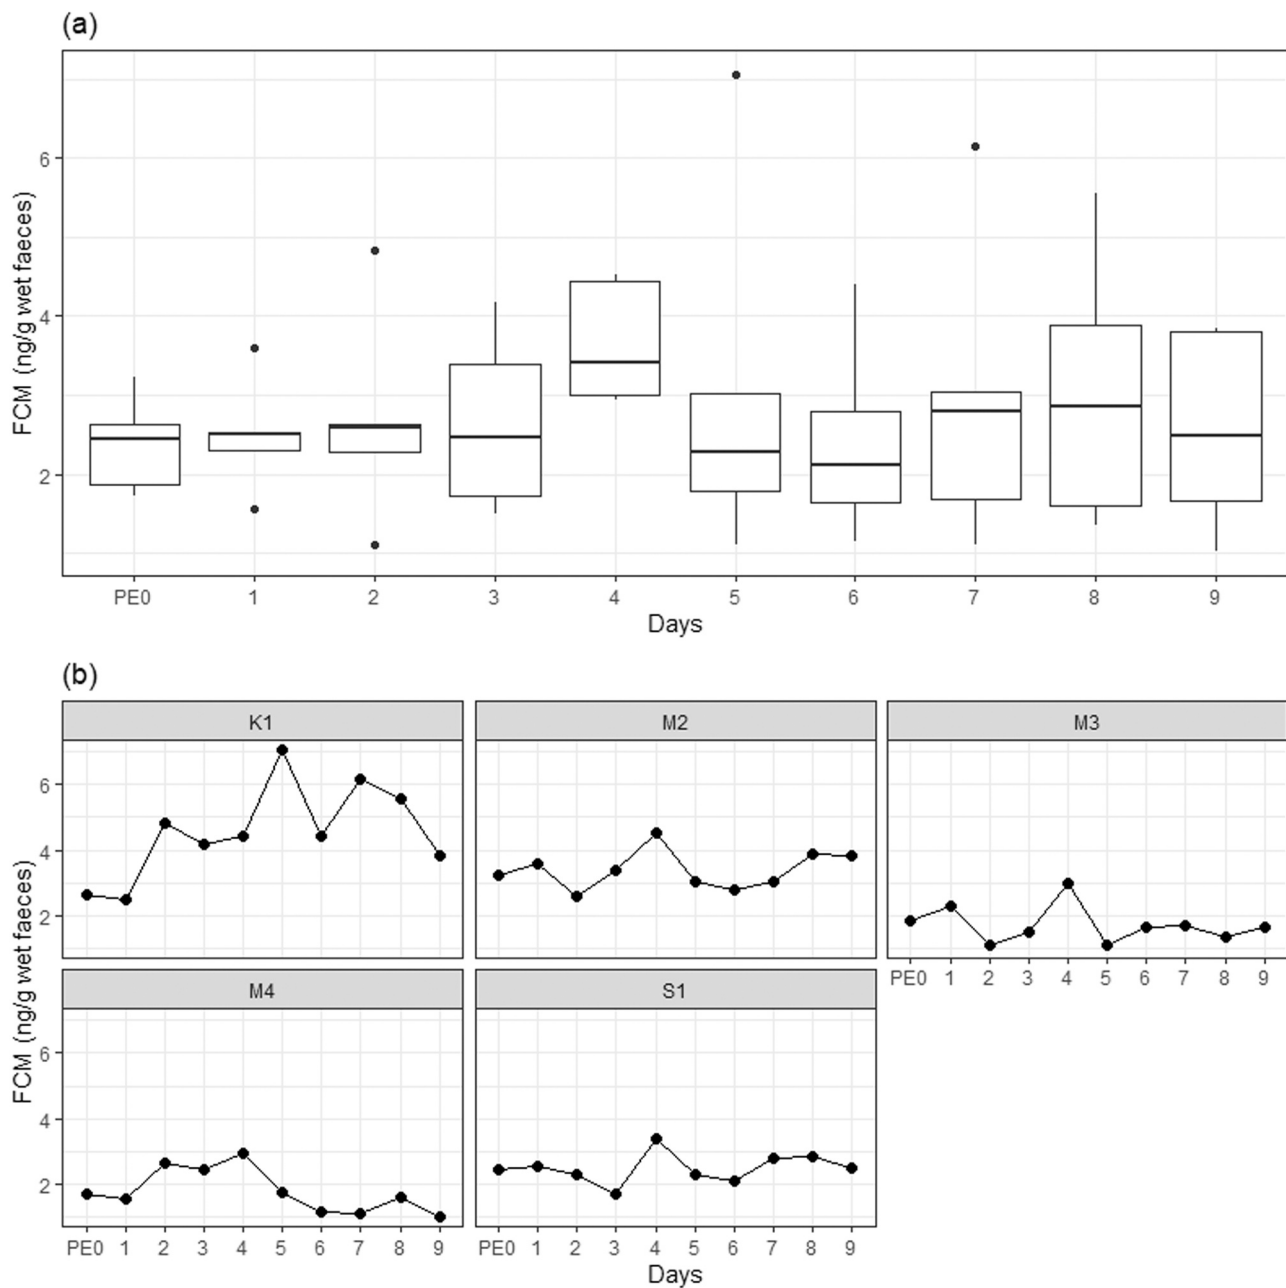 (a)
FCM (ng/g wet faeces)
6
4
2
PE0 1 2 3 4 5 6 7 8 9
Days
(b)
K1 M2 M3
FCM (ng/g wet faeces)
6
4
2
PE0 1 2 3 4 5 6 7 8 9
M4 S1
6
4
2
PE0 1 2 3 4 5 6 7 8 9 PE0 1 2 3 4 5 6 7 8 9
Days